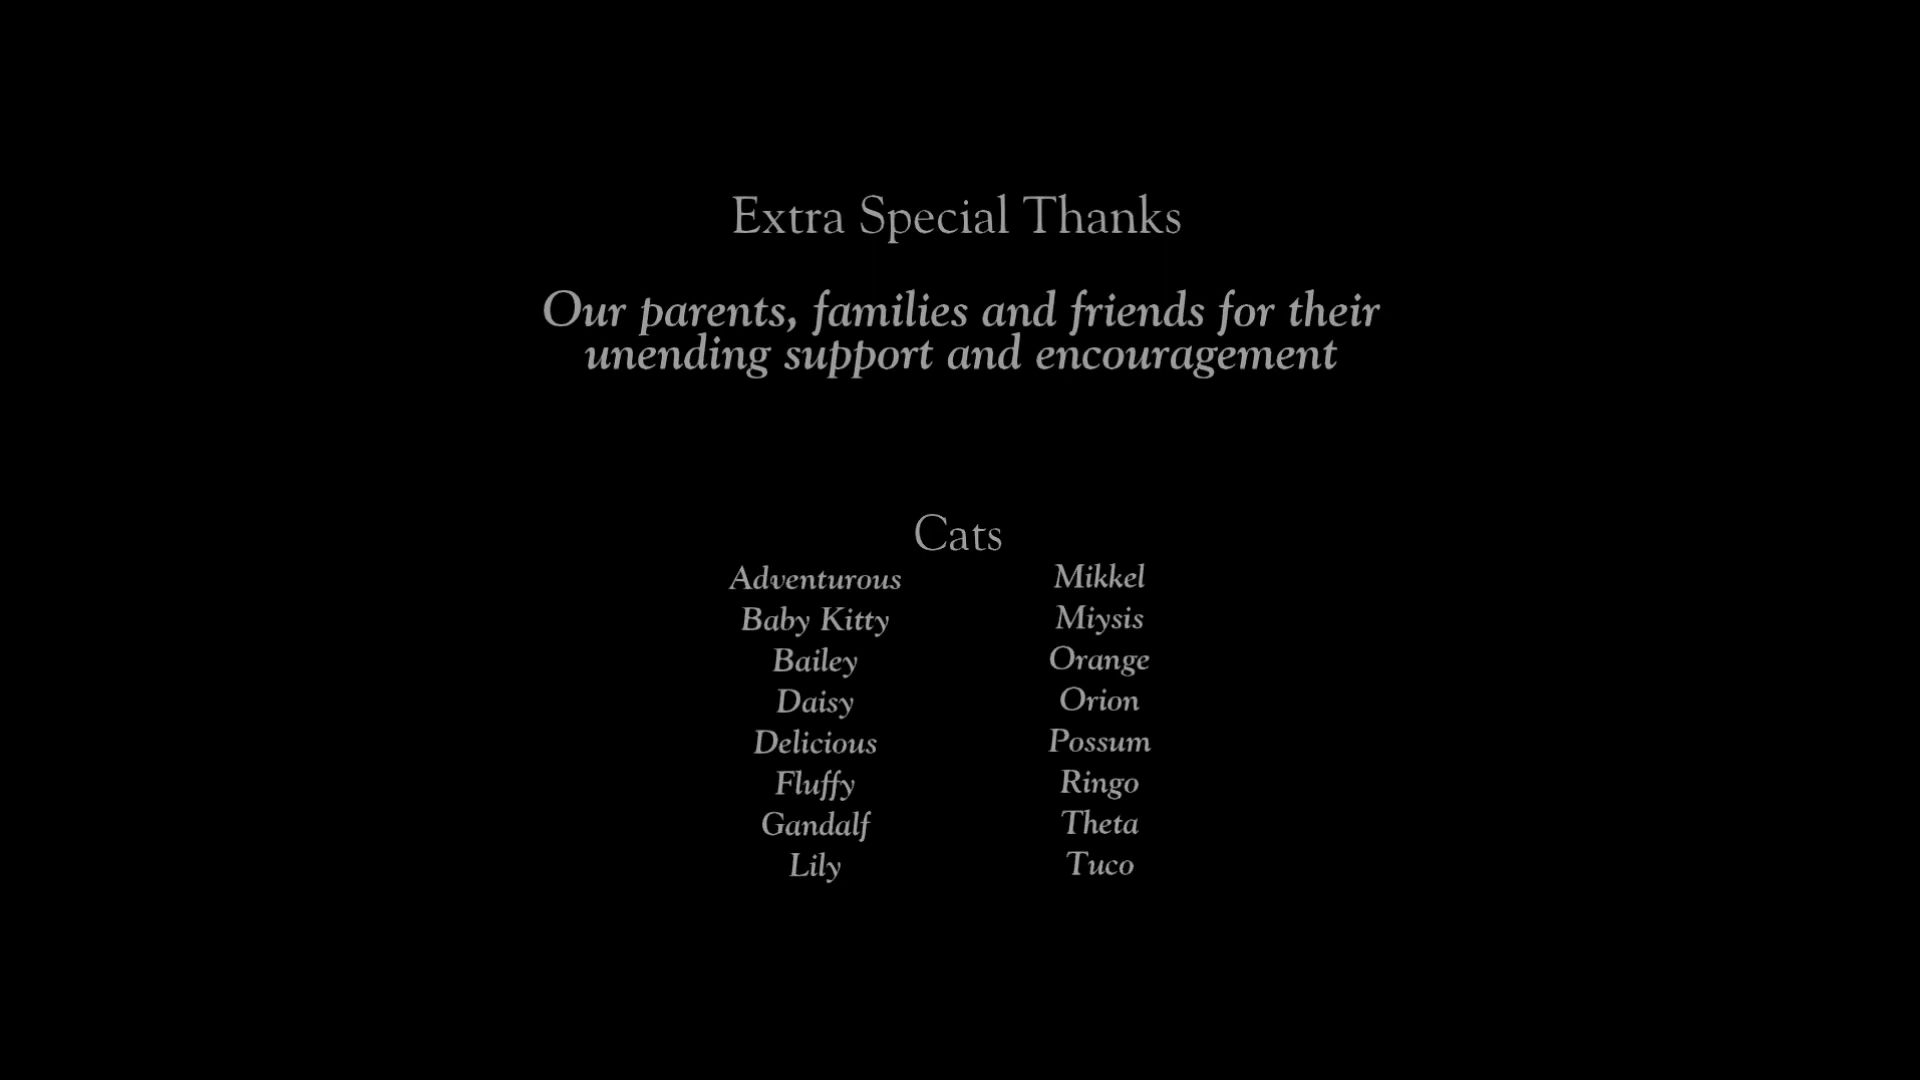 Extra Special Thanks
Our parents, families and friends for their
unending support and encouragement
Cats
Adventurous
Baby Kitty
Bailey
Daisy
Delicious
Fluffy
Gandalf
Lily
Mikkel
Miysis
Orange
Orion
Possum
Ringo
Theta
Tuco